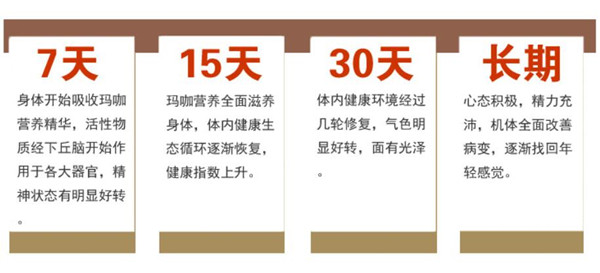 7天
身体开始吸收玛咖
营养精华，活性物
质经下丘脑开始作
用于各大器官，精
神状态有明显好转
。
15天
玛咖营养全面滋养
身体，体内健康生
态循环逐渐恢复，
健康指数上升。
30天
体内健康环境经过
几轮修复，气色明
显好转，面有光泽
。
长期
心态积极，精力充
沛，机体全面改善
病变，逐渐找回年
轻感觉。